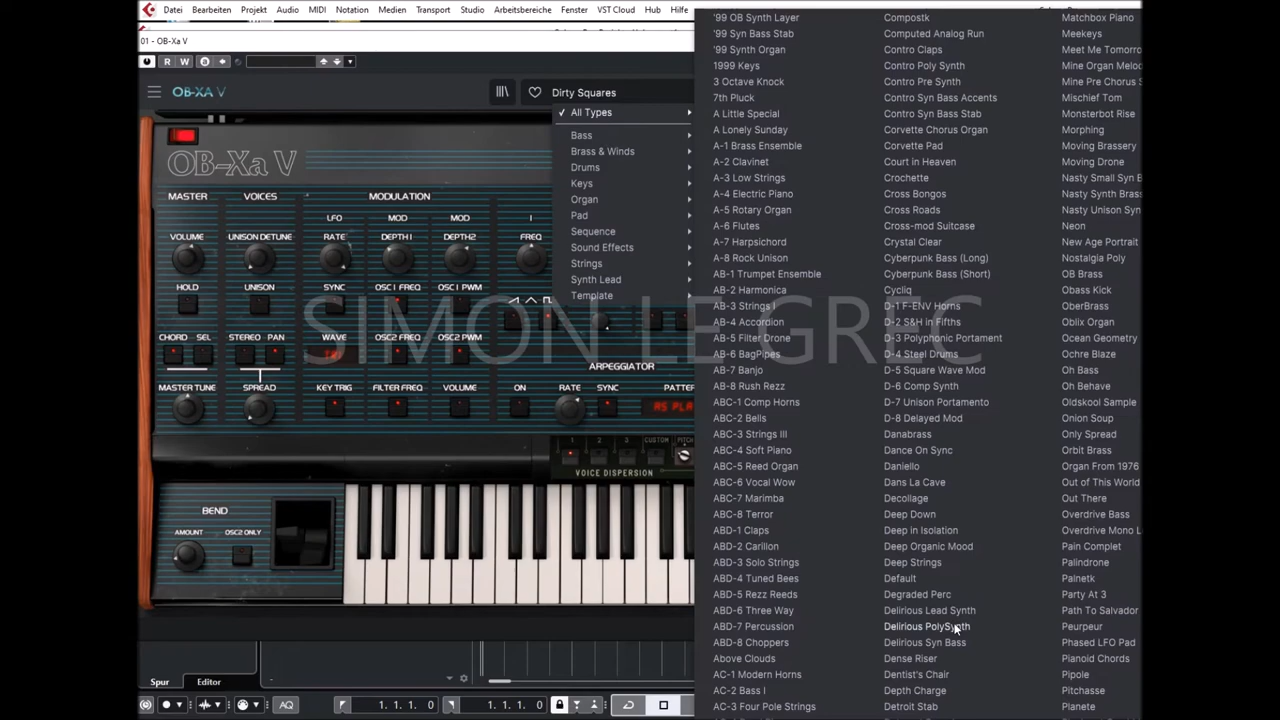 Datei Bearbeiten Projekt Audio MIDI Notation Medien Transport Studio Arbeitsbereiche Fenster VST Cloud Hub Hilfe
01 - OB-Xa V
R W
OB-XA V
Dirty Squares
All Types
Bass
Brass & Winds
Drums
Keys
Organ
Pad
Sequence
Sound Effects
Strings
Synth Lead
Template
OB-Xa V
MASTER VOICES MODULATION
LFO MOD MOD I
VOLUME UNISON DETUNE RATE DEPTH1 DEPTH2 FREQ
HOLD UNISON SYNC OSC1 FREQ OSC1 PWM
CHORD SEL STEREO PAN WAVE OSC2 FREQ OSC2 PWM
ARPEGGIATOR
MASTER TUNE SPREAD KEY TRIG FILTER FREQ VOLUME ON RATE SYNC PATTE
AS PLA
1 2 3 CUSTOM PITCH
VOICE DISPERSION
BEND
AMOUNT OSC2 ONLY
Spur Editor
AQ 1. 1. 1. 0 1. 1. 1. 0
SIMON LE GREC
'99 OB Synth Layer
'99 Syn Bass Stab
'99 Synth Organ
1999 Keys
3 Octave Knock
7th Pluck
A Little Special
A Lonely Sunday
A-1 Brass Ensemble
A-2 Clavinet
A-3 Low Strings
A-4 Electric Piano
A-5 Rotary Organ
A-6 Flutes
A-7 Harpsichord
A-8 Rock Unison
AB-1 Trumpet Ensemble
AB-2 Harmonica
AB-3 Strings I
AB-4 Accordion
AB-5 Filter Drone
AB-6 BagPipes
AB-7 Banjo
AB-8 Rush Rezz
ABC-1 Comp Horns
ABC-2 Bells
ABC-3 Strings III
ABC-4 Soft Piano
ABC-5 Reed Organ
ABC-6 Vocal Wow
ABC-7 Marimba
ABC-8 Terror
ABD-1 Claps
ABD-2 Carillon
ABD-3 Solo Strings
ABD-4 Tuned Bees
ABD-5 Rezz Reeds
ABD-6 Three Way
ABD-7 Percussion
ABD-8 Choppers
Above Clouds
AC-1 Modern Horns
AC-2 Bass I
AC-3 Four Pole Strings
Compostk
Computed Analog Run
Contro Claps
Contro Poly Synth
Contro Pre Synth
Contro Syn Bass Accents
Contro Syn Bass Stab
Corvette Chorus Organ
Corvette Pad
Court in Heaven
Crochette
Cross Bongos
Cross Roads
Cross-mod Suitcase
Crystal Clear
Cyberpunk Bass (Long)
Cyberpunk Bass (Short)
Cycliq
D-1 F-ENV Horns
D-2 S&H in Fifths
D-3 Polyphonic Portament
D-4 Steel Drums
D-5 Square Wave Mod
D-6 Comp Synth
D-7 Unison Portamento
D-8 Delayed Mod
Danabrass
Dance On Sync
Daniello
Dans La Cave
Decollage
Deep Down
Deep in Isolation
Deep Organic Mood
Deep Strings
Default
Degraded Perc
Delirious Lead Synth
Delirious PolySynth
Delirious Syn Bass
Dense Riser
Dentist's Chair
Depth Charge
Detroit Stab
Matchbox Piano
Meekeys
Meet Me Tomorro
Mine Organ Meloc
Mine Pre Chorus S
Mischief Tom
Monsterbot Rise
Morphing
Moving Brassery
Moving Drone
Nasty Small Syn B
Nasty Synth Brass
Nasty Unison Syn
Neon
New Age Portrait
Nostalgia Poly
OB Brass
Obass Kick
OberBrass
Oblix Organ
Ocean Geometry
Ochre Blaze
Oh Bass
Oh Behave
Oldskool Sample
Onion Soup
Only Spread
Orbit Brass
Organ From 1976
Out of This World
Out There
Overdrive Bass
Overdrive Mono L
Pain Complet
Palindrone
Palnetk
Party At 3
Path To Salvador
Peurpeur
Phased LFO Pad
Pianoid Chords
Pipole
Pitchasse
Planete